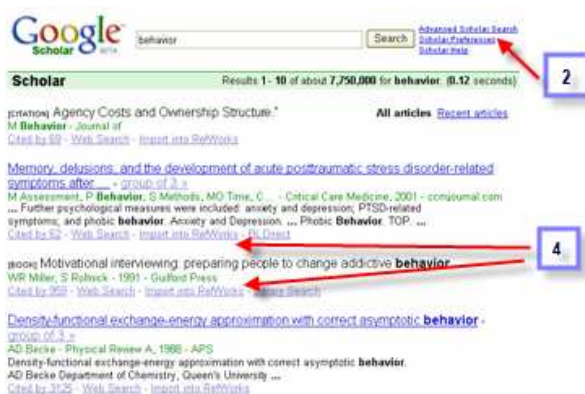 Google
Scholar BETA
behavior
Search
Advanced Scholar Search
Scholar Preferences
Scholar Help
2
Scholar
Results 1 - 10 of about 7,750,000 for behavior. (0.12 seconds)
[CITATION] Agency Costs and Ownership Structure."
All articles Recent articles
M Behavior - Journal of
Cited by 69 - Web Search - Import into RefWorks
Memory, delusions, and the development of acute posttraumatic stress disorder-related
symptoms after ... - group of 3 »
M Assessment, P Behavior, S Methods, MO Time, C... - Critical Care Medicine, 2001 - ccmjournal.com
... Further psychological measures were included: anxiety and depression; PTSD-related
symptoms; and phobic behavior. Anxiety and Depression. ... Phobic Behavior. TOP. ...
Cited by 62 - Web Search - Import into RefWorks - BL Direct
4
[BOOK] Motivational interviewing: preparing people to change addictive behavior
WR Miller, S Rollnick - 1991 - Guilford Press
Cited by 959 - Web Search - Import into RefWorks - Library Search
Density-functional exchange-energy approximation with correct asymptotic behavior -
group of 3 »
AD Becke - Physical Review A, 1988 - APS
Density-functional exchange-energy approximation with correct asymptotic behavior.
AD Becke Department of Chemistry, Queen's University ...
Cited by 3125 - Web Search - Import into RefWorks